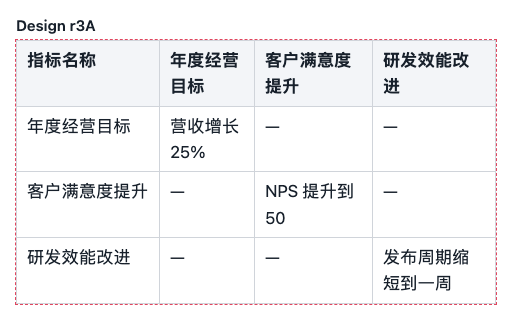 Design r3A
指标名称 年度经营目标 客户满意度提升 研发效能改进
年度经营目标 营收增长 25% — —
客户满意度提升 — NPS 提升到 50 —
研发效能改进 — — 发布周期缩短到一周